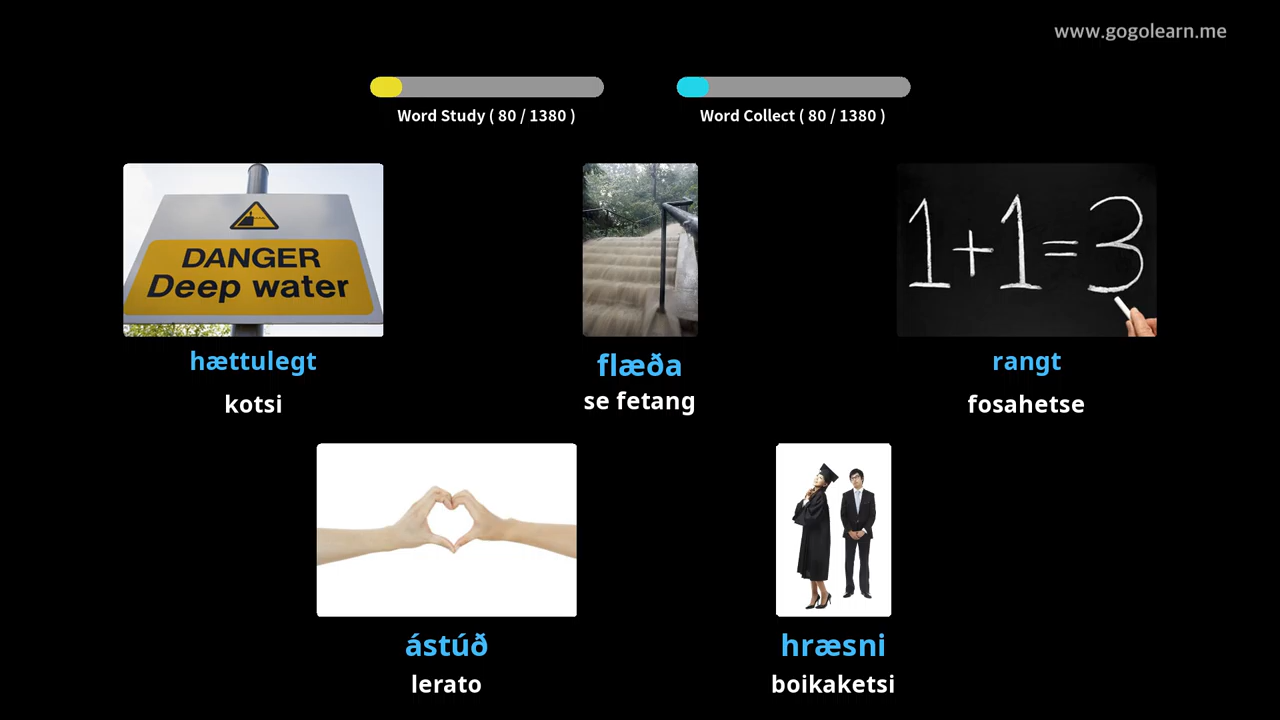 www.gogolearn.me
Word Study ( 80 / 1380 )
Word Collect ( 80 / 1380 )
DANGER
Deep water
1+1=3
hættulegt
flæða
rangt
kotsi
se fetang
fosahetse
ástúð
hræsni
lerato
boikaketsi